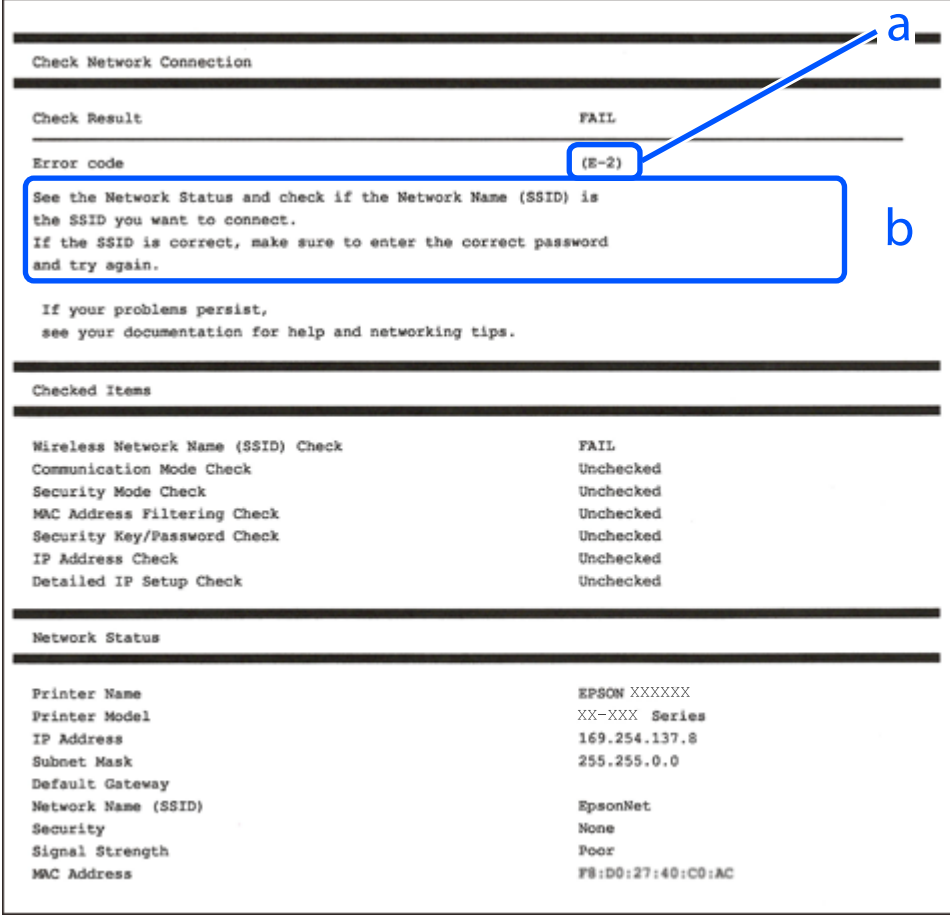 a
Check Network Connection
Check Result FAIL
Error code (E-2)
See the Network Status and check if the Network Name (SSID) is
the SSID you want to connect.
If the SSID is correct, make sure to enter the correct password
and try again.
b
If your problems persist,
see your documentation for help and networking tips.
Checked Items
Wireless Network Name (SSID) Check FAIL
Communication Mode Check Unchecked
Security Mode Check Unchecked
MAC Address Filtering Check Unchecked
Security Key/Password Check Unchecked
IP Address Check Unchecked
Detailed IP Setup Check Unchecked
Network Status
Printer Name EPSON XXXXXX
Printer Model XX-XXX Series
IP Address 169.254.137.8
Subnet Mask 255.255.0.0
Default Gateway
Network Name (SSID) EpsonNet
Security None
Signal Strength Poor
MAC Address F8:D0:27:40:C0:AC